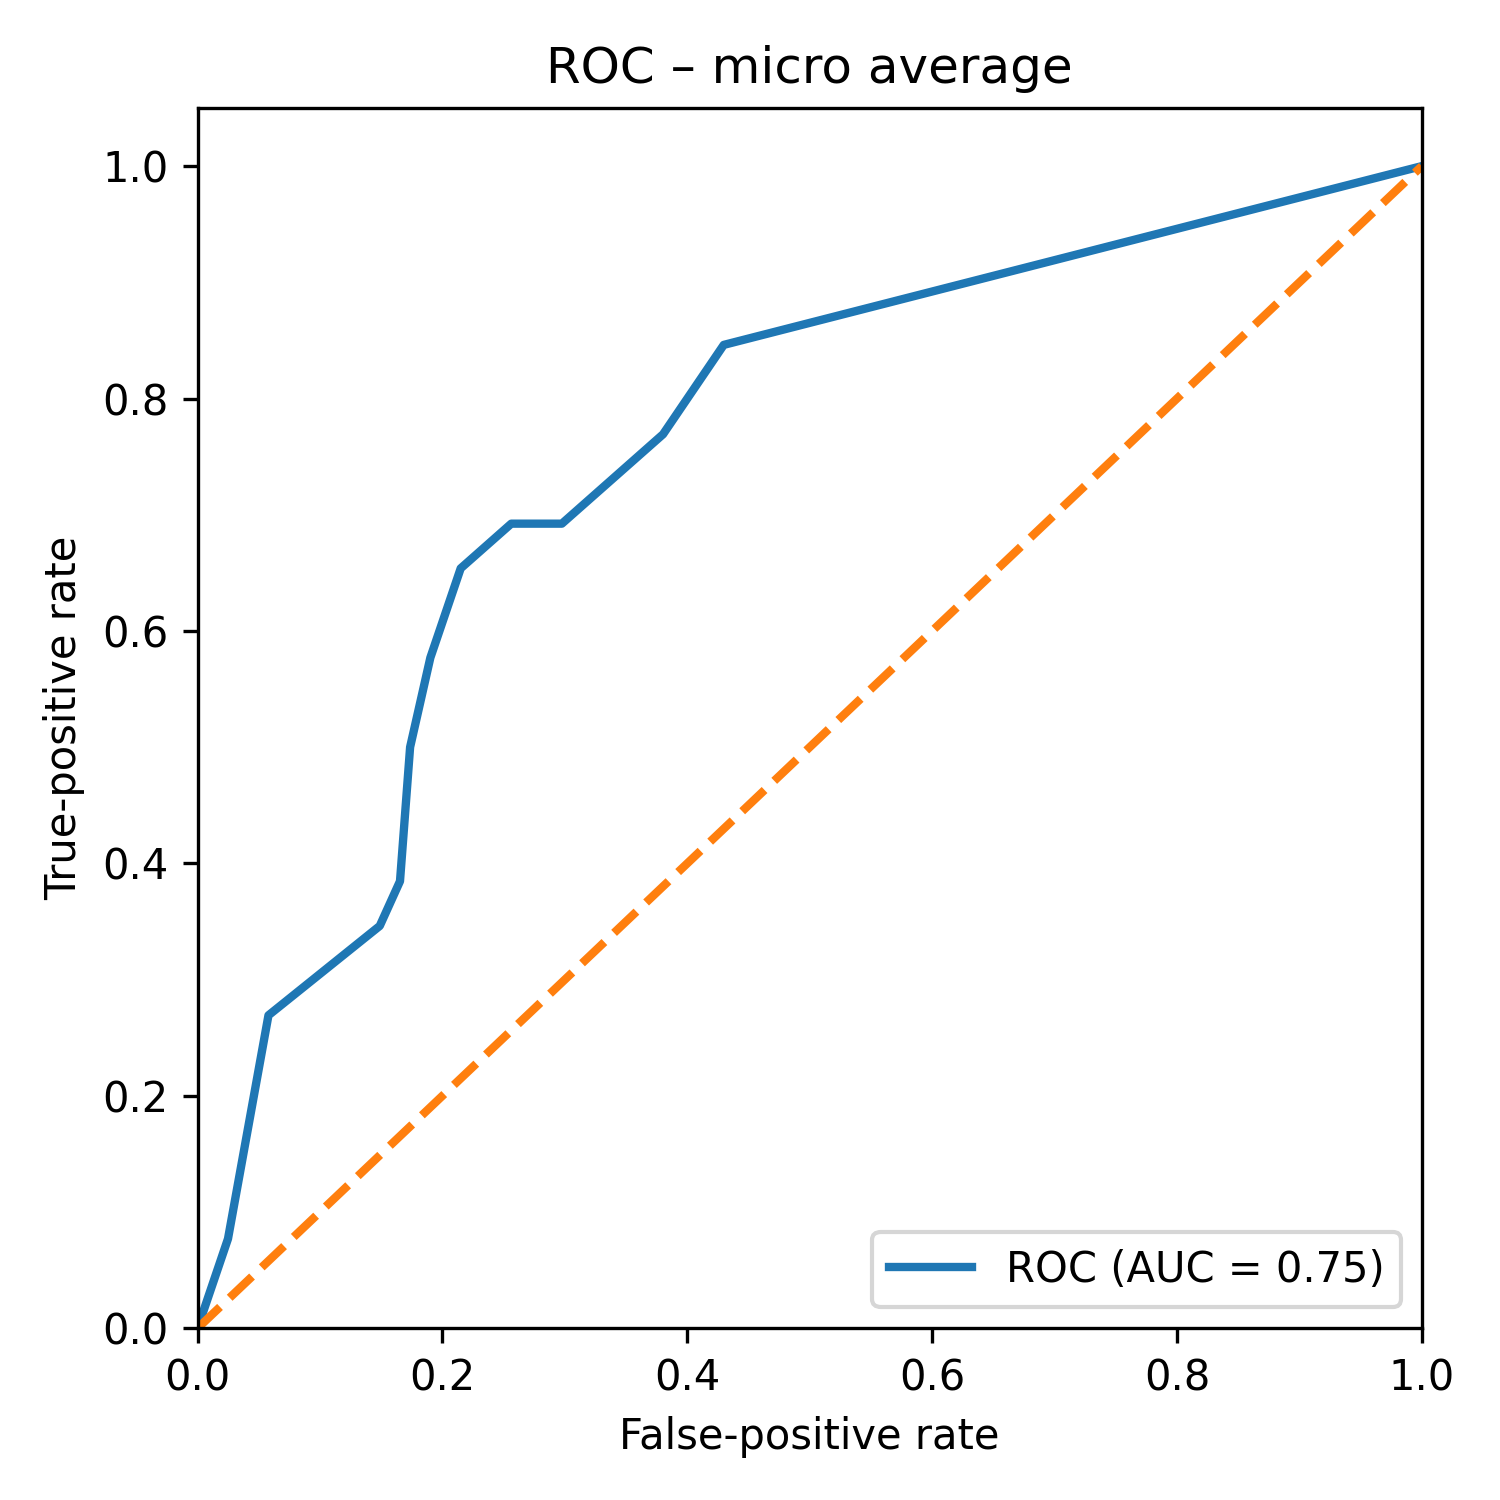 ROC – micro average
1.0
0.8
0.6
0.4
0.2
0.0
True-positive rate
ROC (AUC = 0.75)
0.0 0.2 0.4 0.6 0.8 1.0
False-positive rate